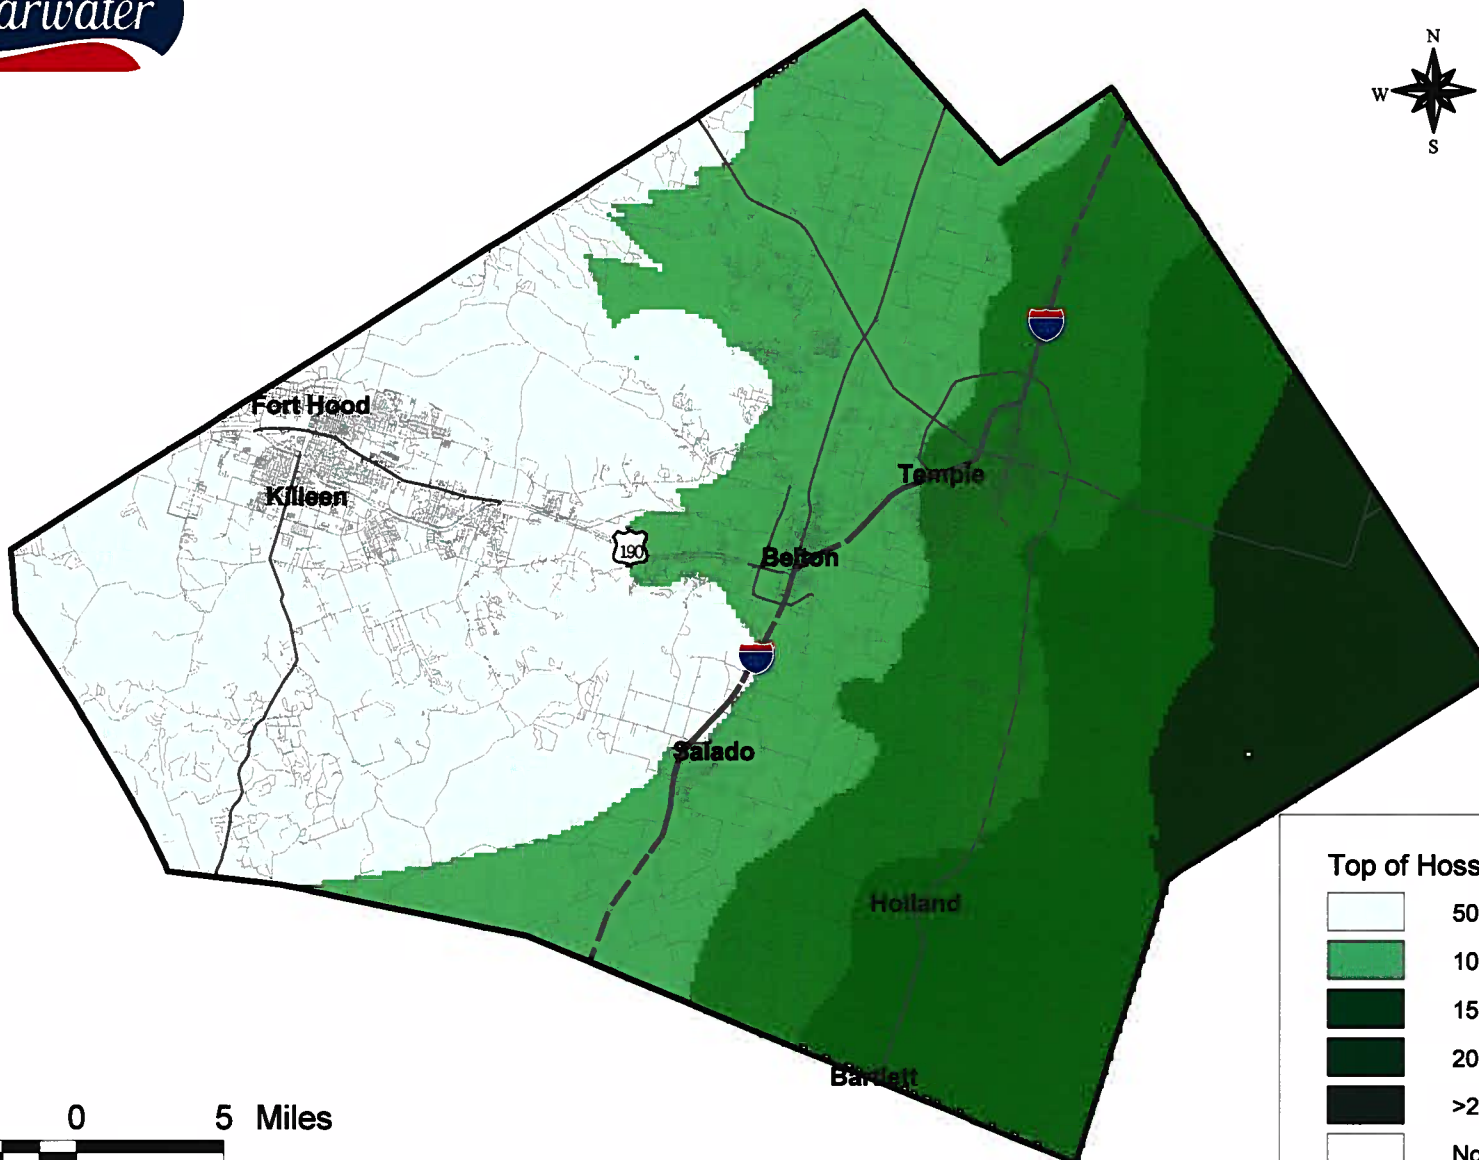 arwater
N
W
S
Fort Hood
Killeen
Temple
190
Belton
Salado
Holland
Bartlett
Top of Hoss
50
10
15
20
>2
No
0 5 Miles